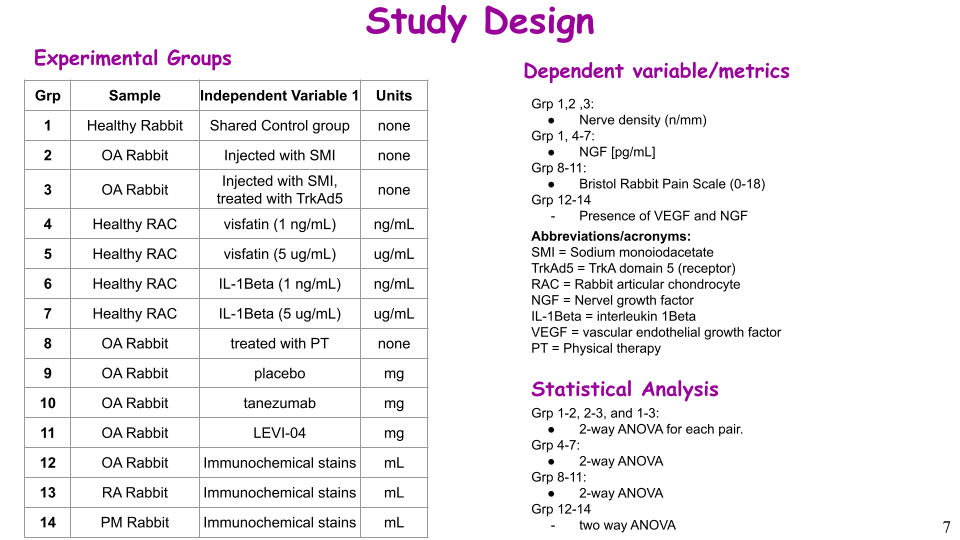 Study Design
Experimental Groups
Grp Sample Independent Variable 1 Units
1 Healthy Rabbit Shared Control group none
2 OA Rabbit Injected with SMI none
3 OA Rabbit Injected with SMI, treated with TrkAd5 none
4 Healthy RAC visfatin (1 ng/mL) ng/mL
5 Healthy RAC visfatin (5 ug/mL) ug/mL
6 Healthy RAC IL-1Beta (1 ng/mL) ng/mL
7 Healthy RAC IL-1Beta (5 ug/mL) ug/mL
8 OA Rabbit treated with PT none
9 OA Rabbit placebo mg
10 OA Rabbit tanezumab mg
11 OA Rabbit LEVI-04 mg
12 OA Rabbit Immunochemical stains mL
13 RA Rabbit Immunochemical stains mL
14 PM Rabbit Immunochemical stains mL
Dependent variable/metrics
Grp 1,2 ,3:
● Nerve density (n/mm)
Grp 1, 4-7:
● NGF [pg/mL]
Grp 8-11:
● Bristol Rabbit Pain Scale (0-18)
Grp 12-14
- Presence of VEGF and NGF
Abbreviations/acronyms:
SMI = Sodium monoiodacetate
TrkAd5 = TrkA domain 5 (receptor)
RAC = Rabbit articular chondrocyte
NGF = Nervel growth factor
IL-1Beta = interleukin 1Beta
VEGF = vascular endothelial growth factor
PT = Physical therapy
Statistical Analysis
Grp 1-2, 2-3, and 1-3:
● 2-way ANOVA for each pair.
Grp 4-7:
● 2-way ANOVA
Grp 8-11:
● 2-way ANOVA
Grp 12-14
- two way ANOVA
7